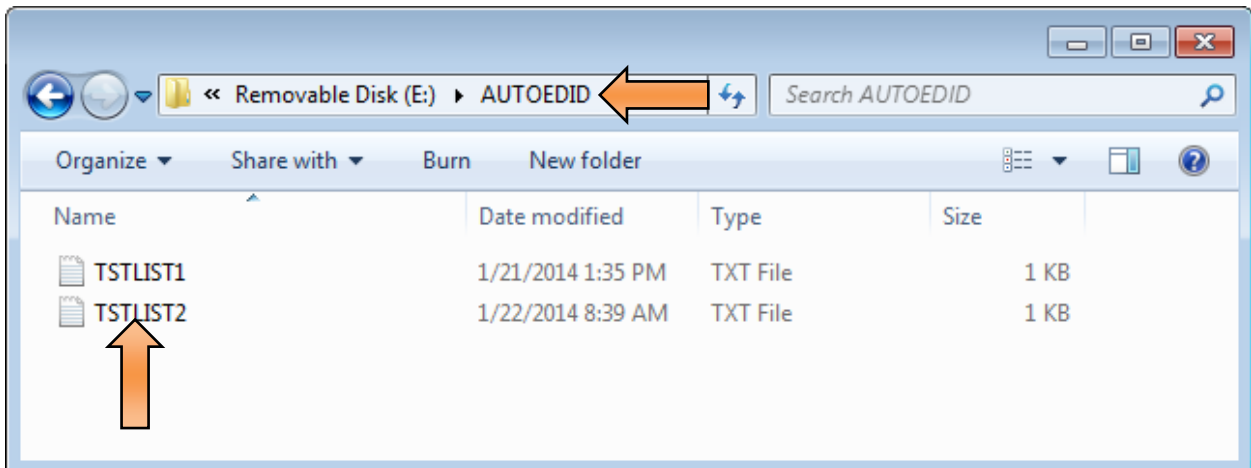 « Removable Disk (E:) ▸ AUTOEDID Search AUTOEDID
Organize Share with Burn New folder
Name Date modified Type Size
TSTLIST1 1/21/2014 1:35 PM TXT File 1 KB
TSTLIST2 1/22/2014 8:39 AM TXT File 1 KB